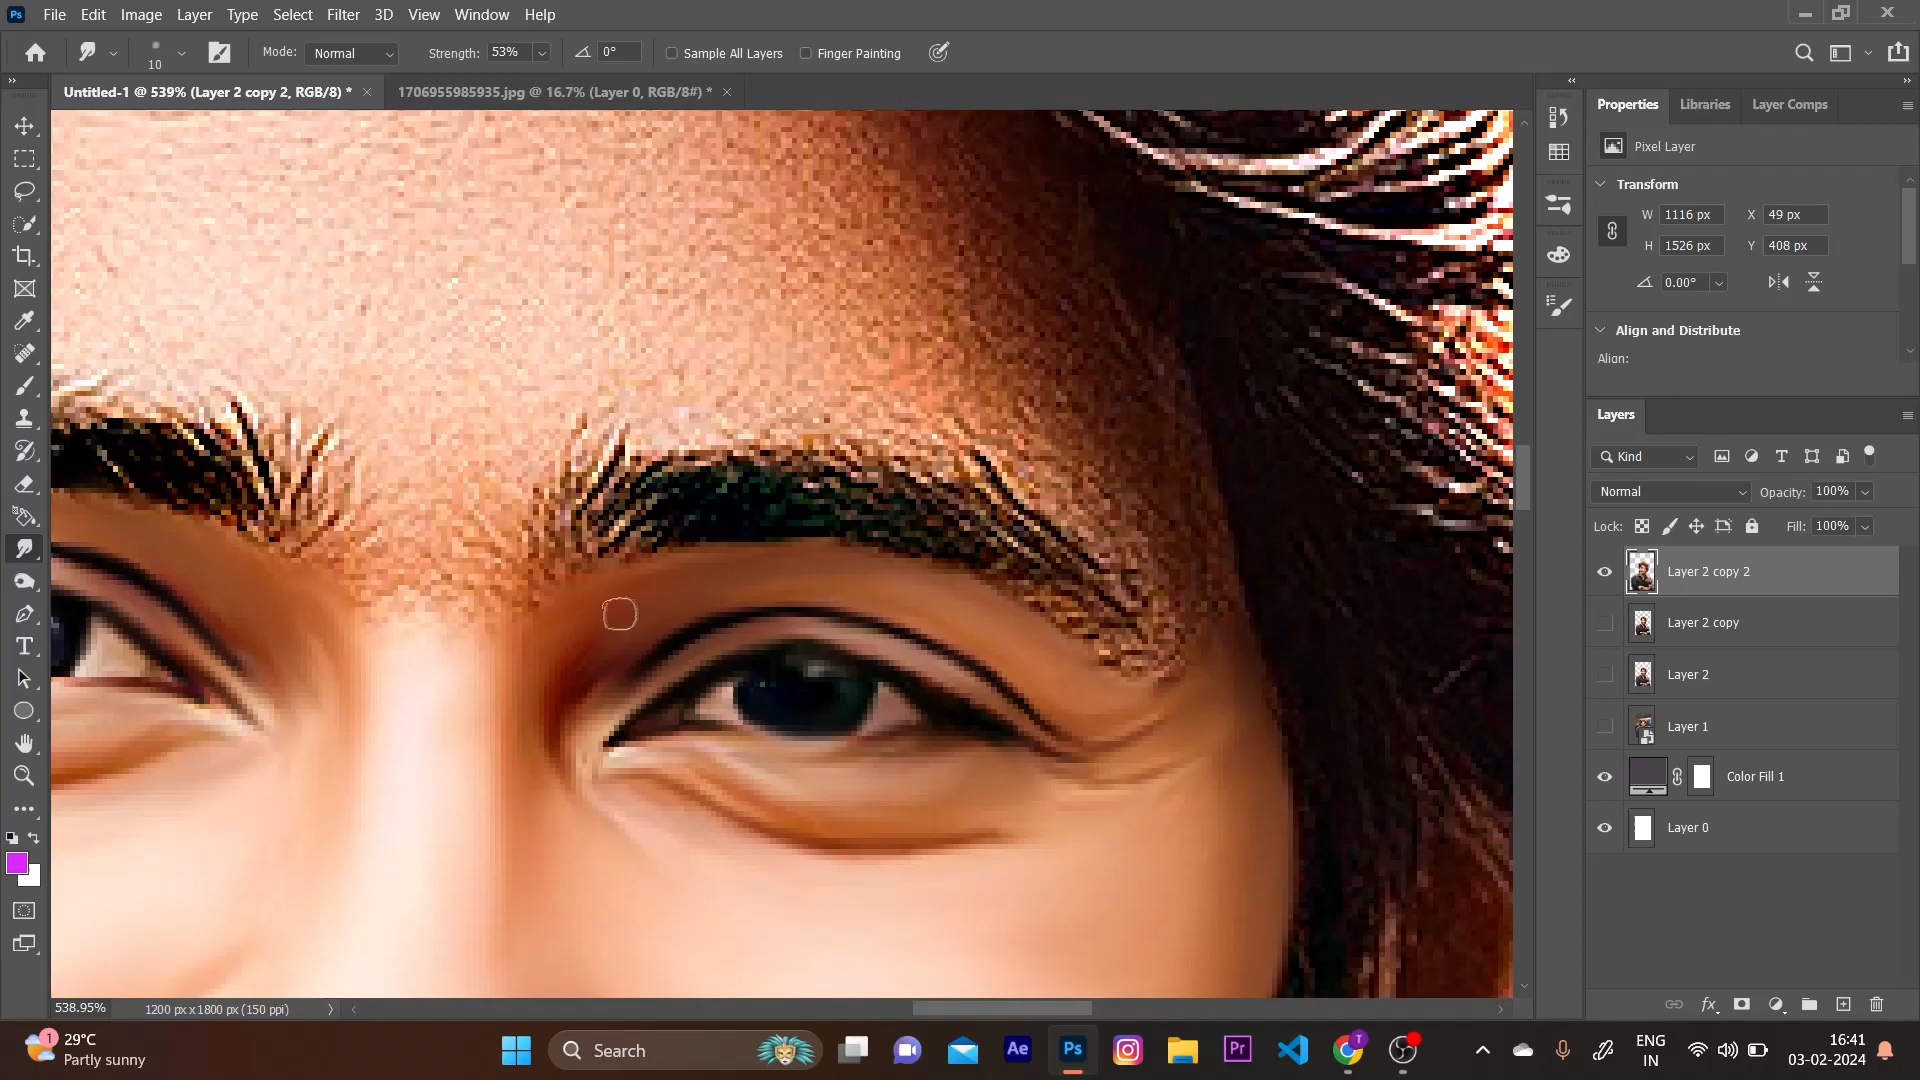 Ps File Edit Image Layer Type Select Filter 3D View Window Help
10 Mode: Normal Strength: 53% 0° Sample All Layers Finger Painting
Untitled-1 @ 539% (Layer 2 copy 2, RGB/8) * 1706955985935.jpg @ 16.7% (Layer 0, RGB/8#) *
Properties Libraries Layer Comps
Pixel Layer
Transform
W 1116 px X 49 px
H 1526 px Y 408 px
0.00°
Align and Distribute
Align:
Layers
Kind
Normal Opacity: 100%
Lock: Fill: 100%
Layer 2 copy 2
Layer 2 copy
Layer 2
Layer 1
Color Fill 1
Layer 0
538.95% 1200 px x 1800 px (150 ppi)
1 29°C
Partly sunny
Search
Ae Ps Pr T
ENG
IN
16:41
03-02-2024